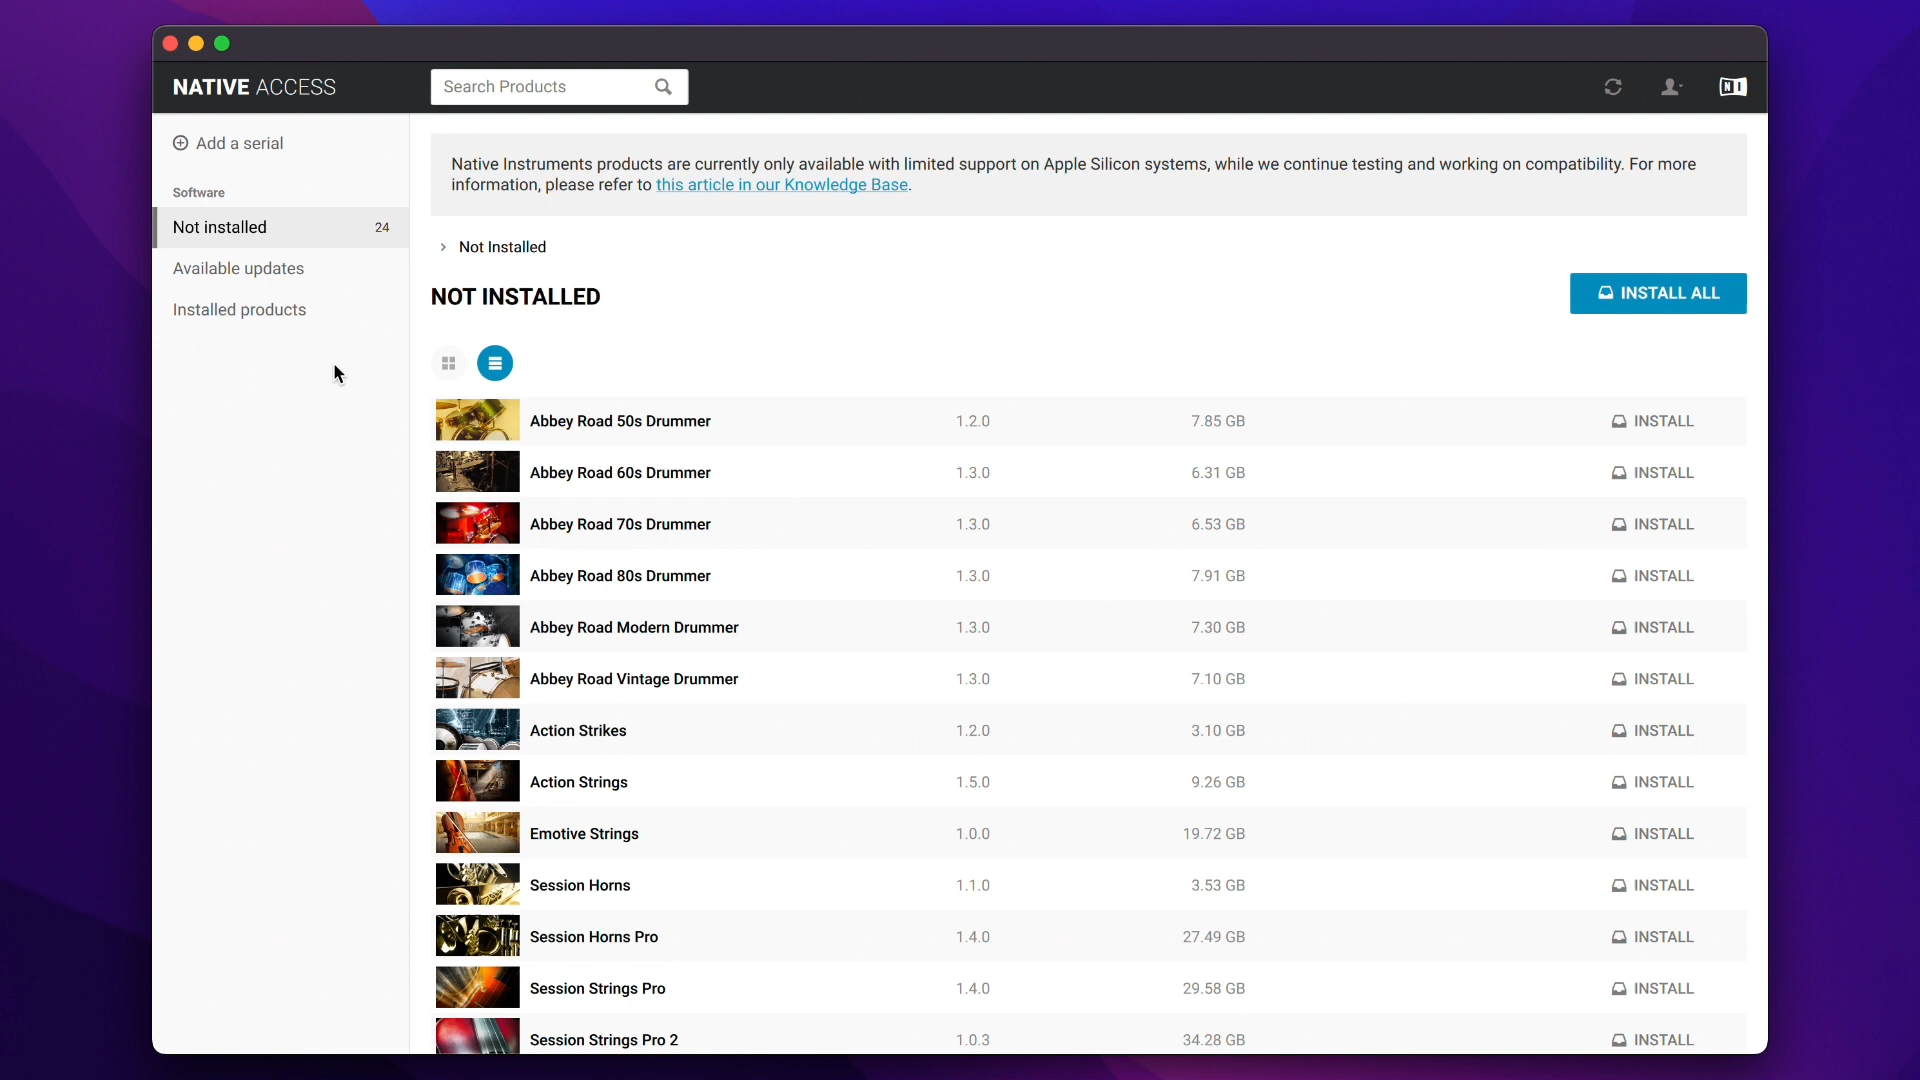 NATIVE ACCESS
Search Products
NI
Add a serial
Software
Not installed 24
Available updates
Installed products
Native Instruments products are currently only available with limited support on Apple Silicon systems, while we continue testing and working on compatibility. For more
information, please refer to this article in our Knowledge Base.
Not Installed
NOT INSTALLED
INSTALL ALL
Abbey Road 50s Drummer 1.2.0 7.85 GB INSTALL
Abbey Road 60s Drummer 1.3.0 6.31 GB INSTALL
Abbey Road 70s Drummer 1.3.0 6.53 GB INSTALL
Abbey Road 80s Drummer 1.3.0 7.91 GB INSTALL
Abbey Road Modern Drummer 1.3.0 7.30 GB INSTALL
Abbey Road Vintage Drummer 1.3.0 7.10 GB INSTALL
Action Strikes 1.2.0 3.10 GB INSTALL
Action Strings 1.5.0 9.26 GB INSTALL
Emotive Strings 1.0.0 19.72 GB INSTALL
Session Horns 1.1.0 3.53 GB INSTALL
Session Horns Pro 1.4.0 27.49 GB INSTALL
Session Strings Pro 1.4.0 29.58 GB INSTALL
Session Strings Pro 2 1.0.3 34.28 GB INSTALL